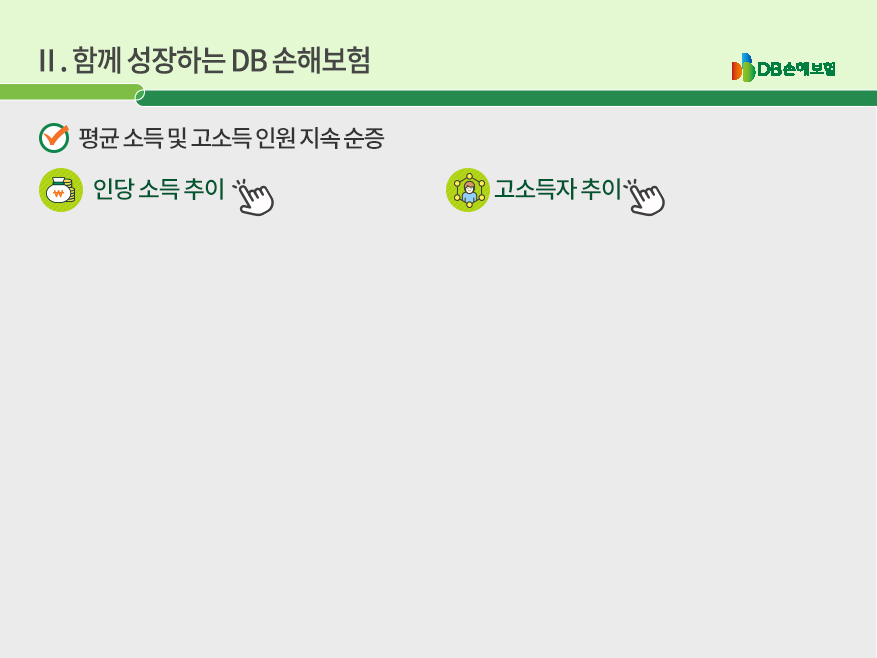 II. 함께 성장하는 DB 손해보험
DB손해보험
평균 소득 및 고소득 인원 지속 순증
인당 소득 추이
고소득자 추이